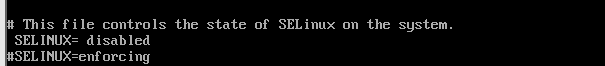 # This file controls the state of SELinux on the system.
SELINUX= disabled
#SELINUX=enforcing